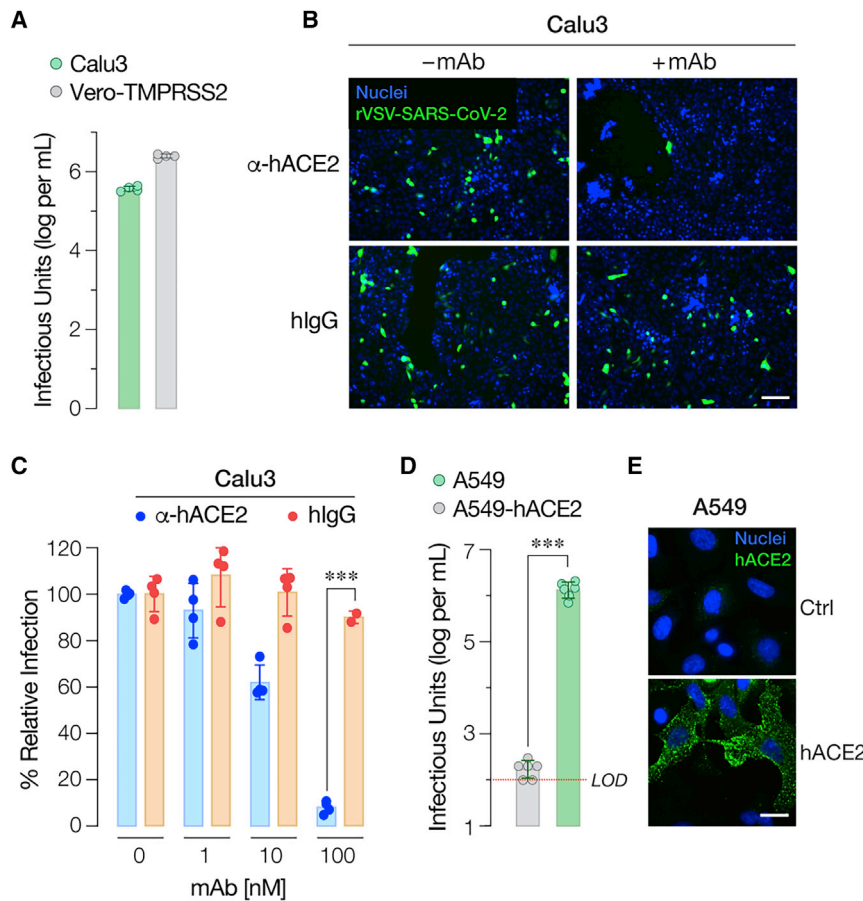 A
Calu3
Vero-TMPRSS2
Infectious Units (log per mL)
6
4
2
0
B
Calu3
−mAb
+mAb
Nuclei
rVSV-SARS-CoV-2
α-hACE2
hIgG
C
Calu3
α-hACE2
hIgG
% Relative Infection
120
100
80
60
40
20
0
***
0
1
10
100
mAb [nM]
D
A549
A549-hACE2
Infectious Units (log per mL)
7
5
3
1
***
LOD
E
A549
Nuclei
hACE2
Ctrl
hACE2